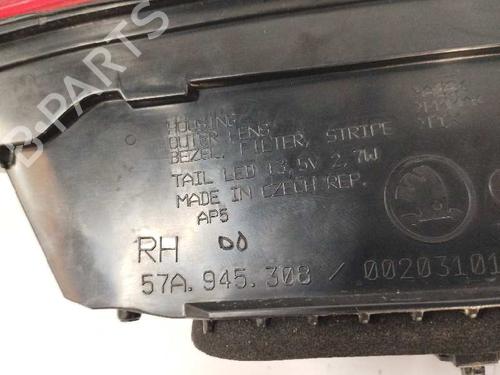 B-PARTS
HOUSING
OUTER LENS
BEZEL, FILTER, STRIPE
TAIL LED 13,5V 2,7W
MADE IN CZECH REP.
AP5
RH 00
57A.945.308 / 00203101